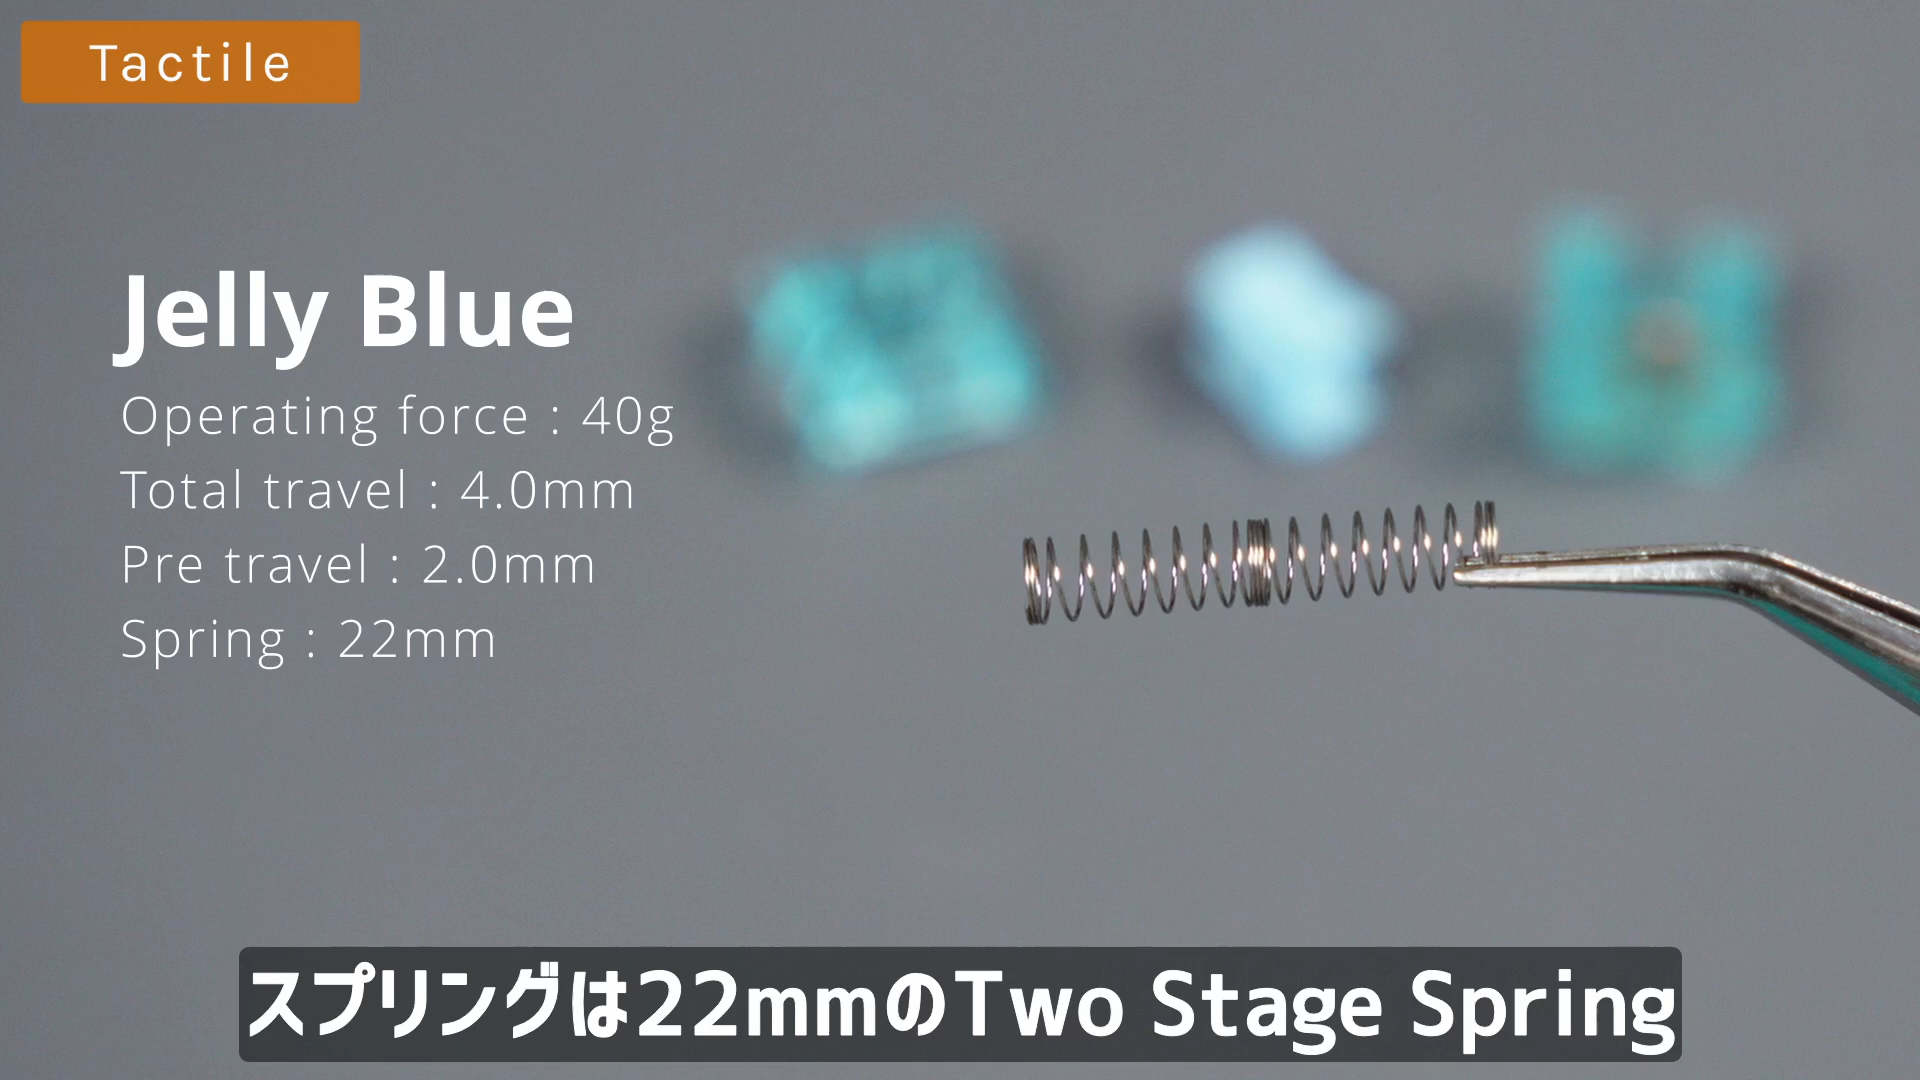 Tactile
Jelly Blue
Operating force : 40g
Total travel : 4.0mm
Pre travel : 2.0mm
Spring : 22mm
スプリングは22mmのTwo Stage Spring